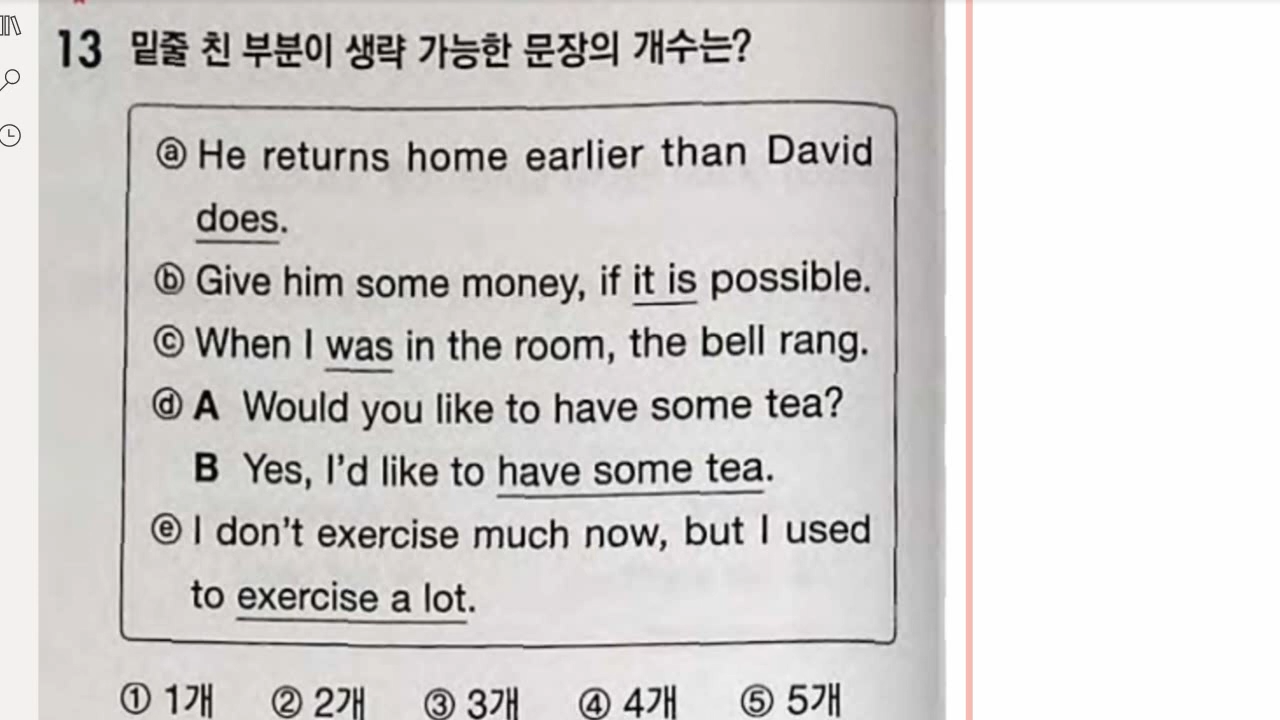 13 밑줄 친 부분이 생략 가능한 문장의 개수는?
ⓐ He returns home earlier than David
does.
ⓑ Give him some money, if it is possible.
ⓒ When I was in the room, the bell rang.
ⓓ A Would you like to have some tea?
B Yes, I'd like to have some tea.
ⓔ I don't exercise much now, but I used
to exercise a lot.
① 1개 ② 2개 ③ 3개 ④ 4개 ⑤ 5개